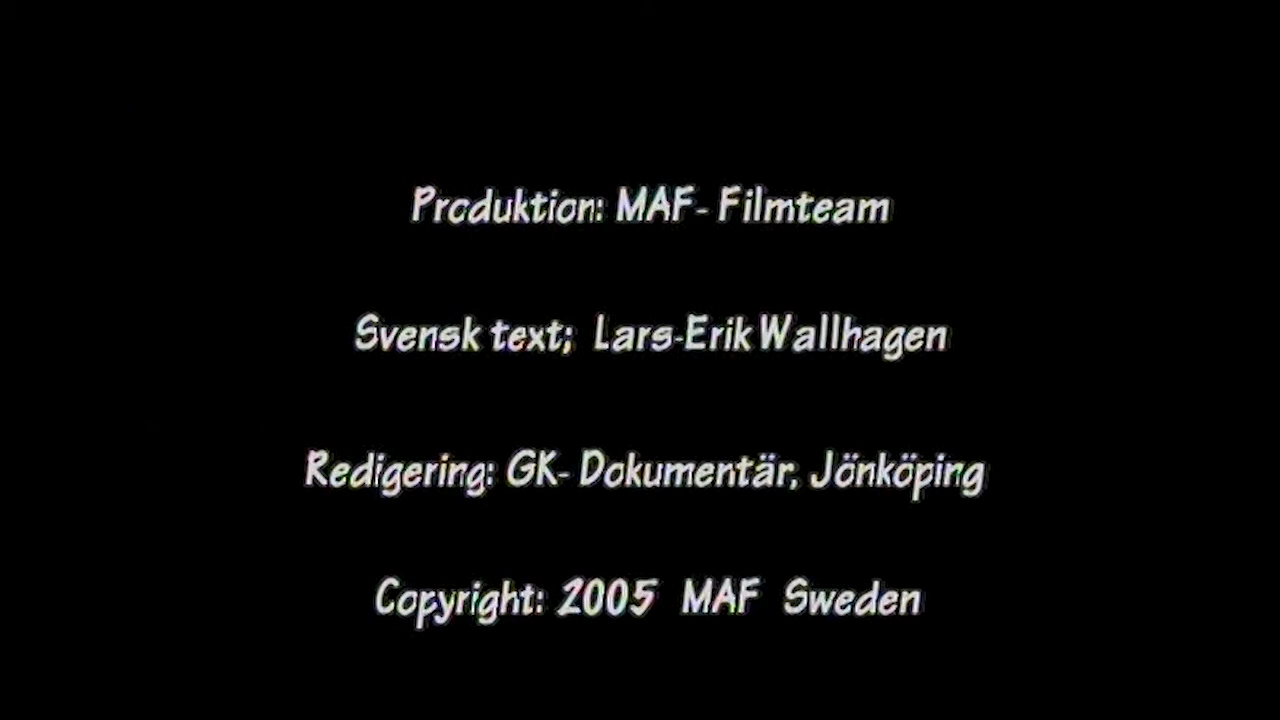 Produktion: MAF- Filmteam
Svensk text; Lars-Erik Wallhagen
Redigering: GK- Dokumentär, Jönköping
Copyright: 2005 MAF Sweden